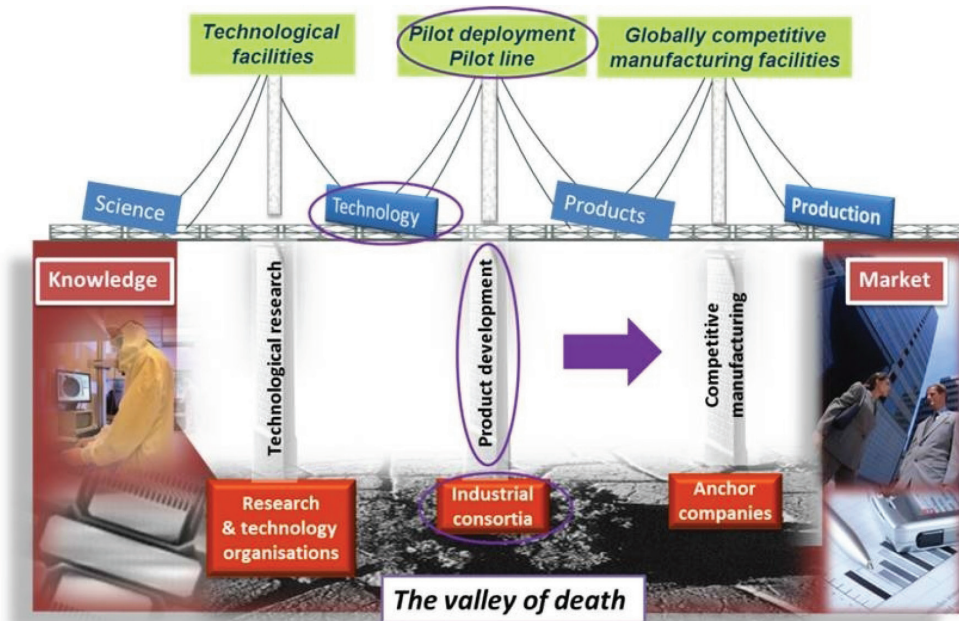 Technological
facilities
Pilot deployment
Pilot line
Globally competitive
manufacturing facilities
Science
Technology
Products
Production
Knowledge
Market
Technological research
Product development
Competitive
manufacturing
Research
& technology
organisations
Industrial
consortia
Anchor
companies
The valley of death